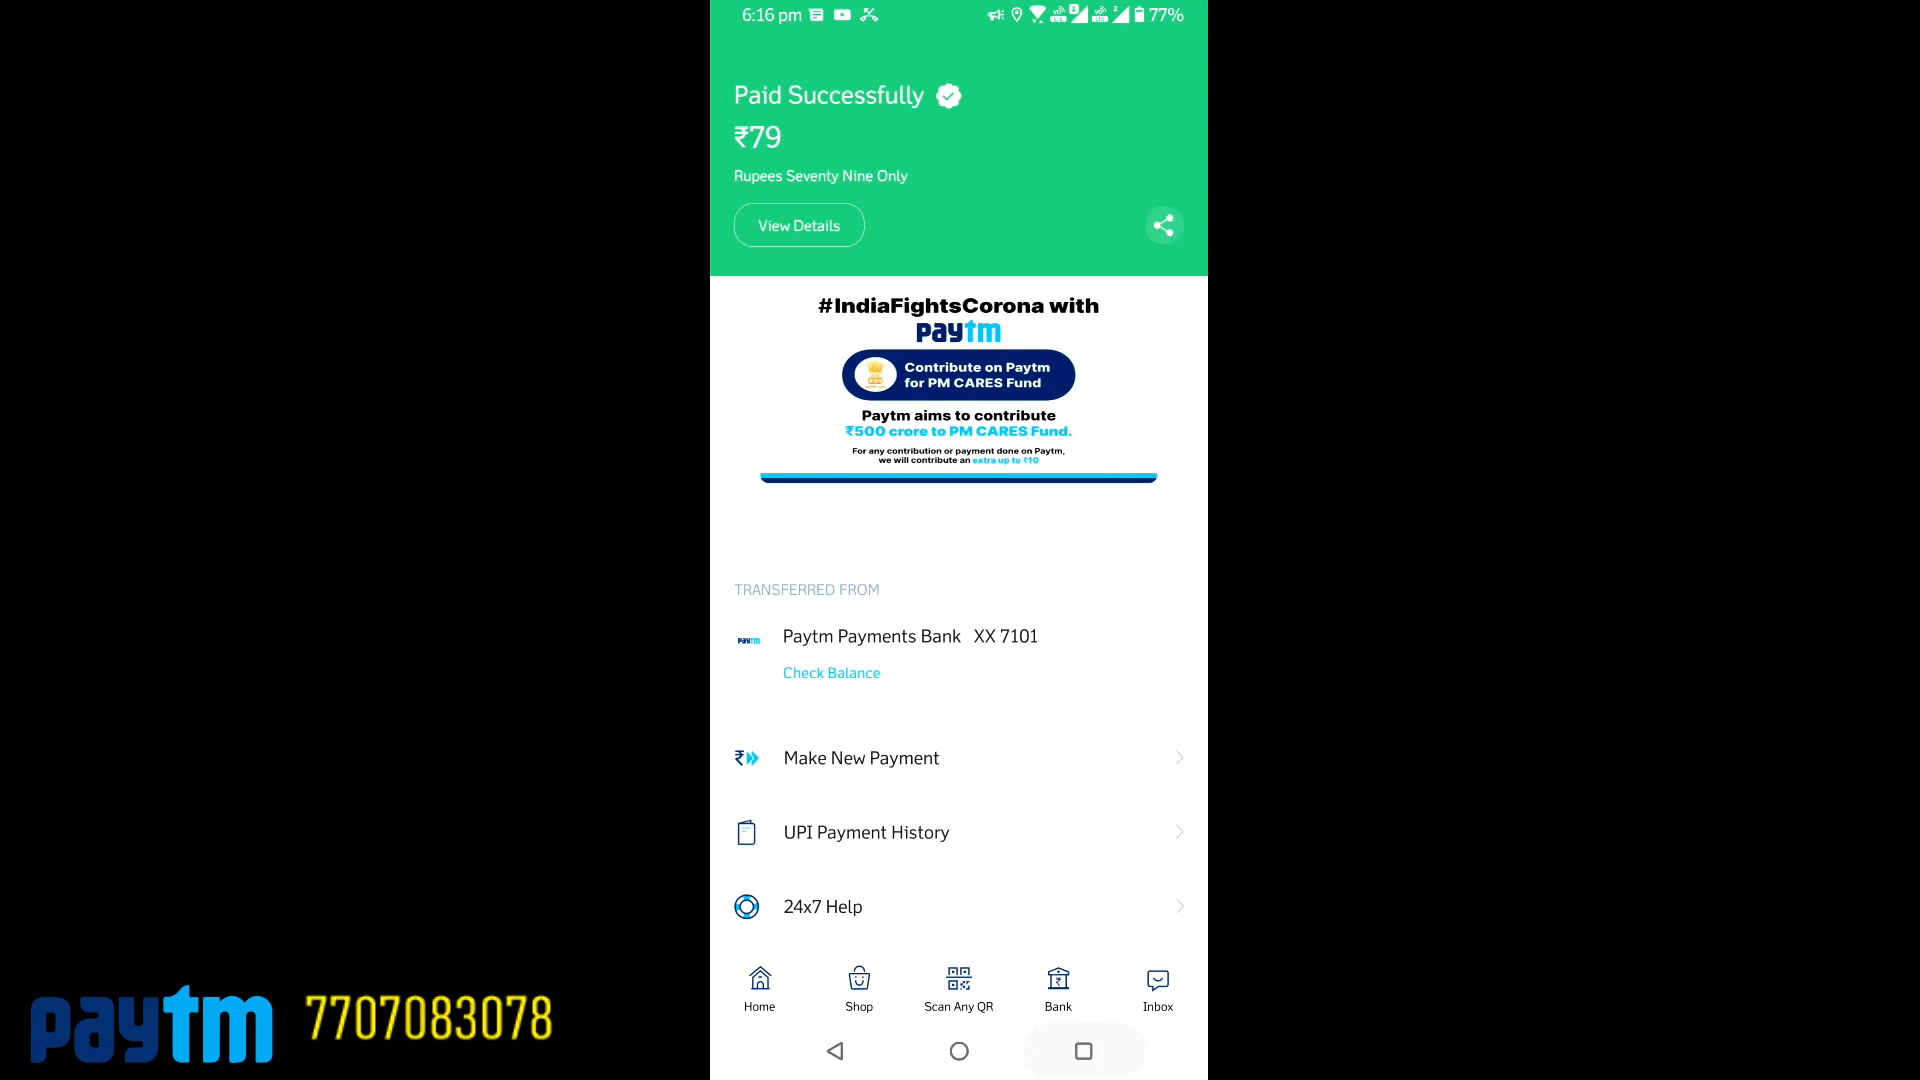 6:16 pm
77%
Paid Successfully
₹79
Rupees Seventy Nine Only
View Details
#IndiaFightsCorona with
paytm
Contribute on Paytm
for PM CARES Fund
Paytm aims to contribute
₹500 crore to PM CARES Fund.
For any contribution or payment done on Paytm,
we will contribute an extra up to ₹10
TRANSFERRED FROM
paytm
Paytm Payments Bank XX 7101
Check Balance
Make New Payment
UPI Payment History
24x7 Help
Home
Shop
Scan Any QR
Bank
Inbox
paytm 7707083078